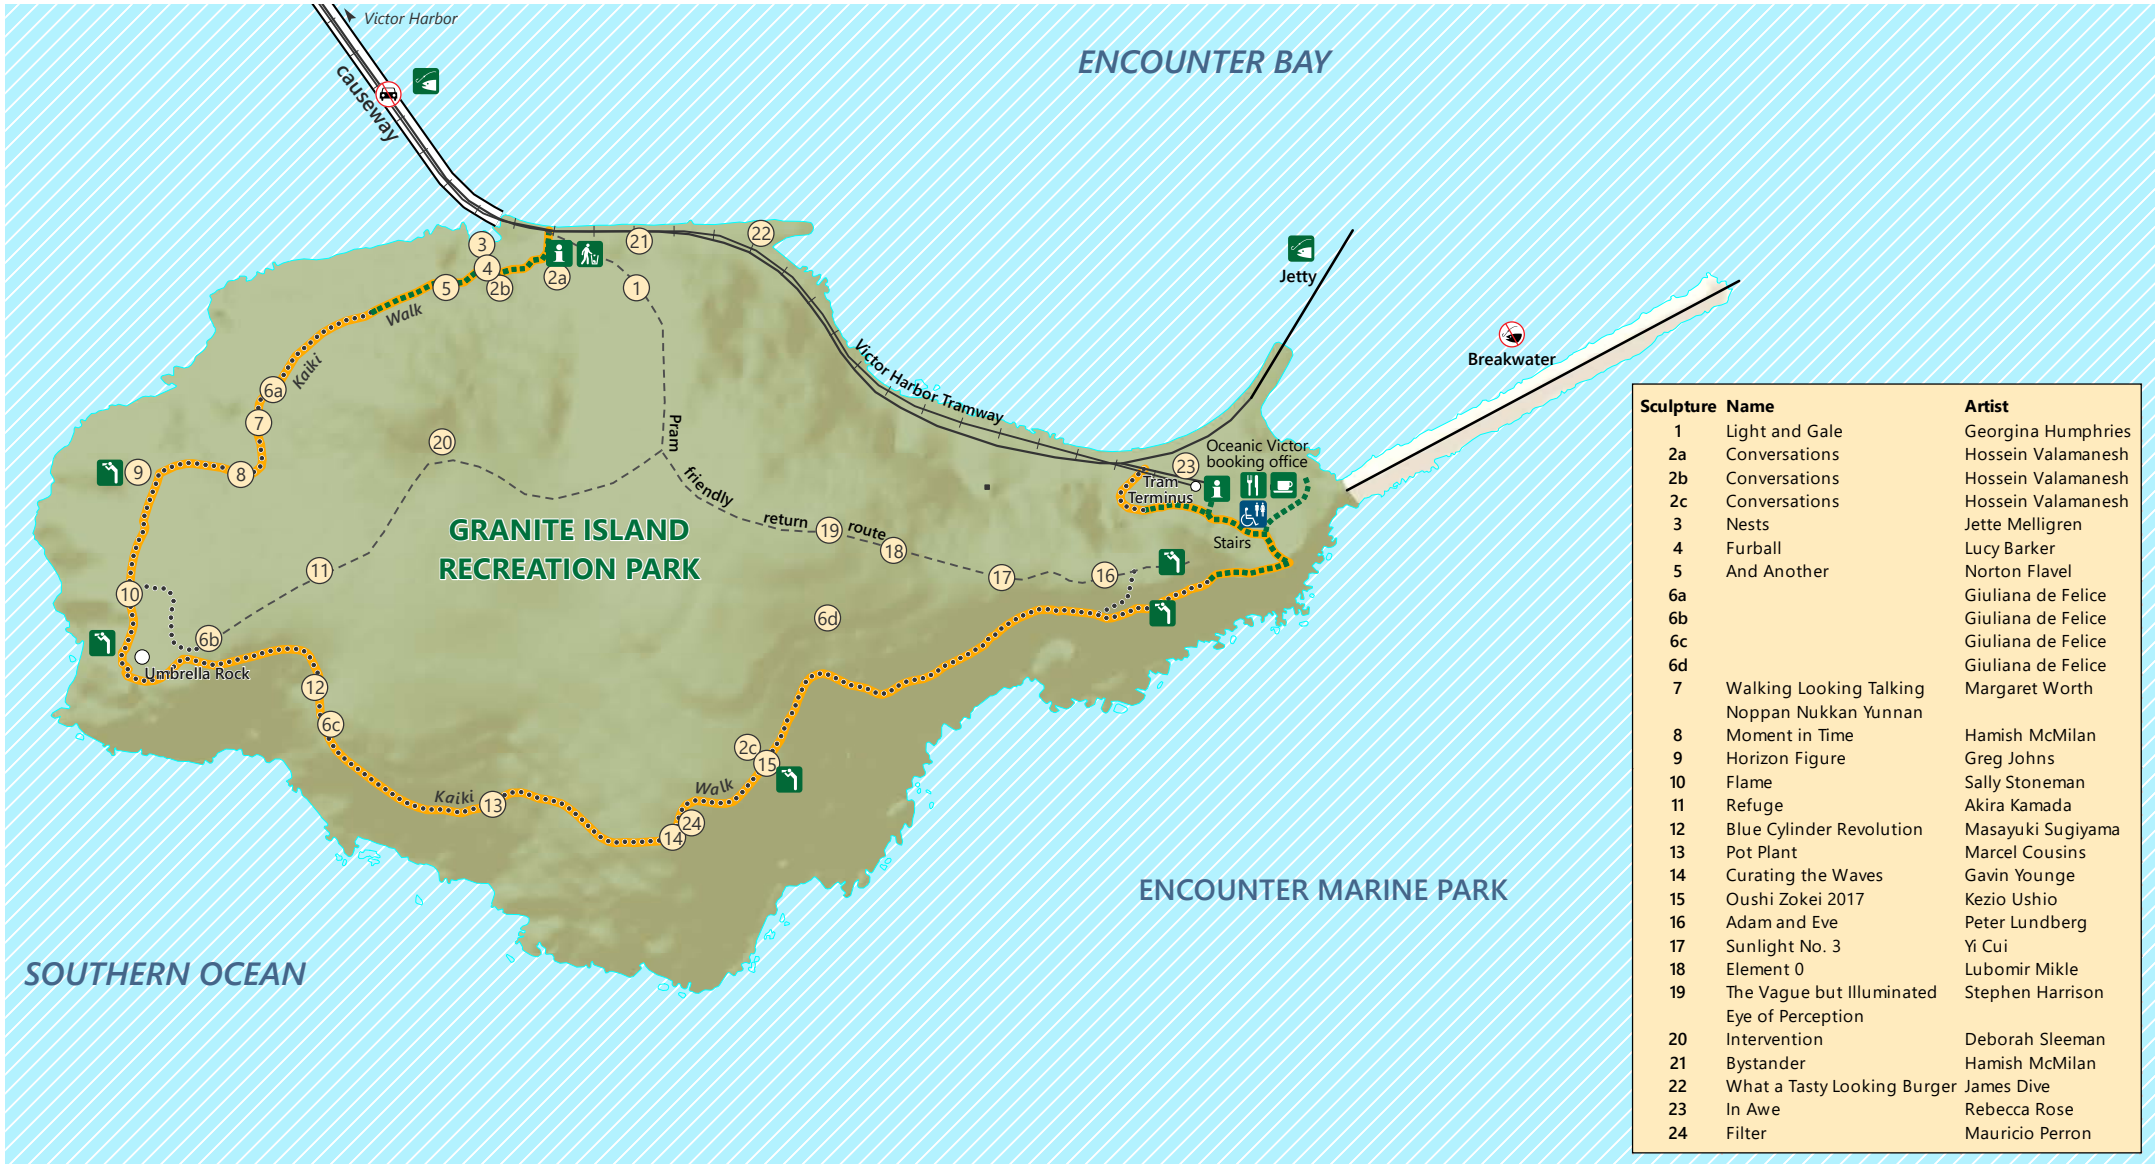 Victor Harbor
causeway
ENCOUNTER BAY
3
4
5
2b
2a
21
1
22
Walk
Kaiki
6a
7
8
9
20
Victor Harbor Tramway
Jetty
Breakwater
Pram
friendly
return
route
19
18
17
16
23
Oceanic Victor
booking office
Tram
Terminus
Stairs
GRANITE ISLAND
RECREATION PARK
11
10
6b
Umbrella Rock
6d
12
6c
2c
15
Walk
Kaiki
13
24
14
ENCOUNTER MARINE PARK
SOUTHERN OCEAN
Sculpture Name Artist
1 Light and Gale Georgina Humphries
2a Conversations Hossein Valamanesh
2b Conversations Hossein Valamanesh
2c Conversations Hossein Valamanesh
3 Nests Jette Melligren
4 Furball Lucy Barker
5 And Another Norton Flavel
6a Giuliana de Felice
6b Giuliana de Felice
6c Giuliana de Felice
6d Giuliana de Felice
7 Walking Looking Talking Margaret Worth
Noppan Nukkan Yunnan
8 Moment in Time Hamish McMilan
9 Horizon Figure Greg Johns
10 Flame Sally Stoneman
11 Refuge Akira Kamada
12 Blue Cylinder Revolution Masayuki Sugiyama
13 Pot Plant Marcel Cousins
14 Curating the Waves Gavin Younge
15 Oushi Zokei 2017 Kezio Ushio
16 Adam and Eve Peter Lundberg
17 Sunlight No. 3 Yi Cui
18 Element 0 Lubomir Mikle
19 The Vague but Illuminated Stephen Harrison
Eye of Perception
20 Intervention Deborah Sleeman
21 Bystander Hamish McMilan
22 What a Tasty Looking Burger James Dive
23 In Awe Rebecca Rose
24 Filter Mauricio Perron